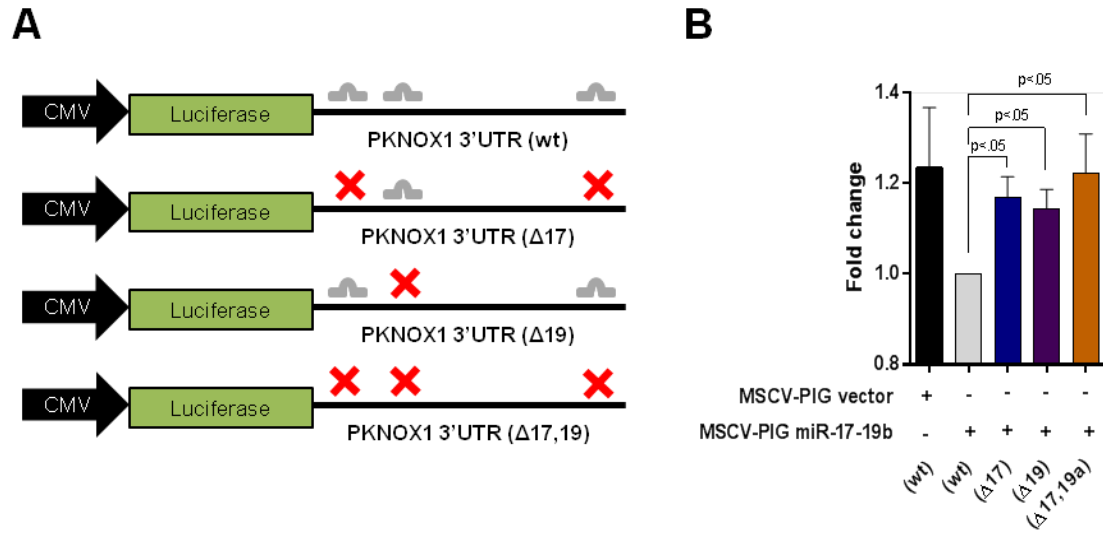 A
CMV Luciferase
PKNOX1 3'UTR (wt)
CMV Luciferase
PKNOX1 3'UTR (Δ17)
CMV Luciferase
PKNOX1 3'UTR (Δ19)
CMV Luciferase
PKNOX1 3'UTR (Δ17,19)
B
Fold change
1.4
1.2
1.0
0.8
p<.05
p<.05
p<.05
MSCV-PIG vector + - - - -
MSCV-PIG miR-17-19b - + + + +
(wt) (wt) (Δ17) (Δ19) (Δ17,19a)